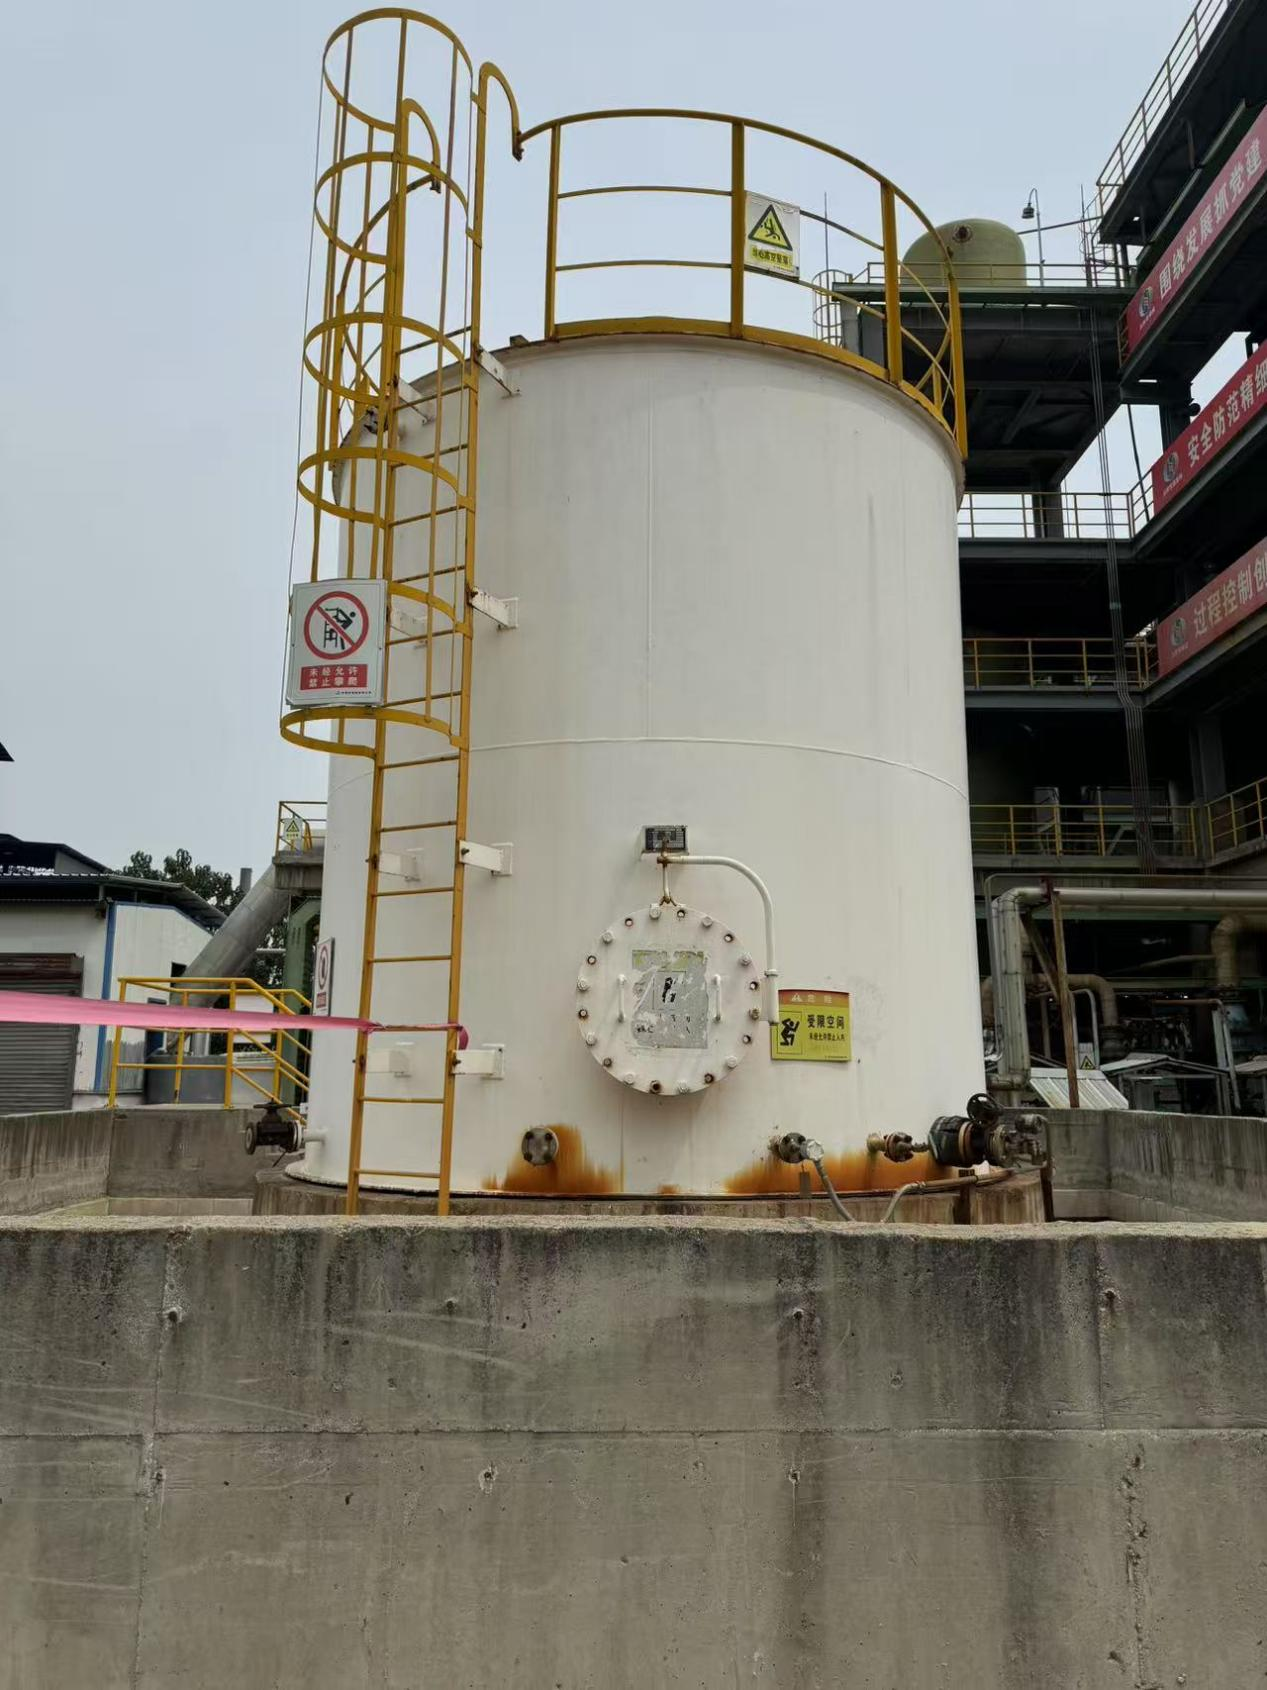 当心高空坠落
围绕发展抓党建
安全防范精细
过程控制创
未经允许
禁止攀爬
危险
受限空间
未经允许禁止入内